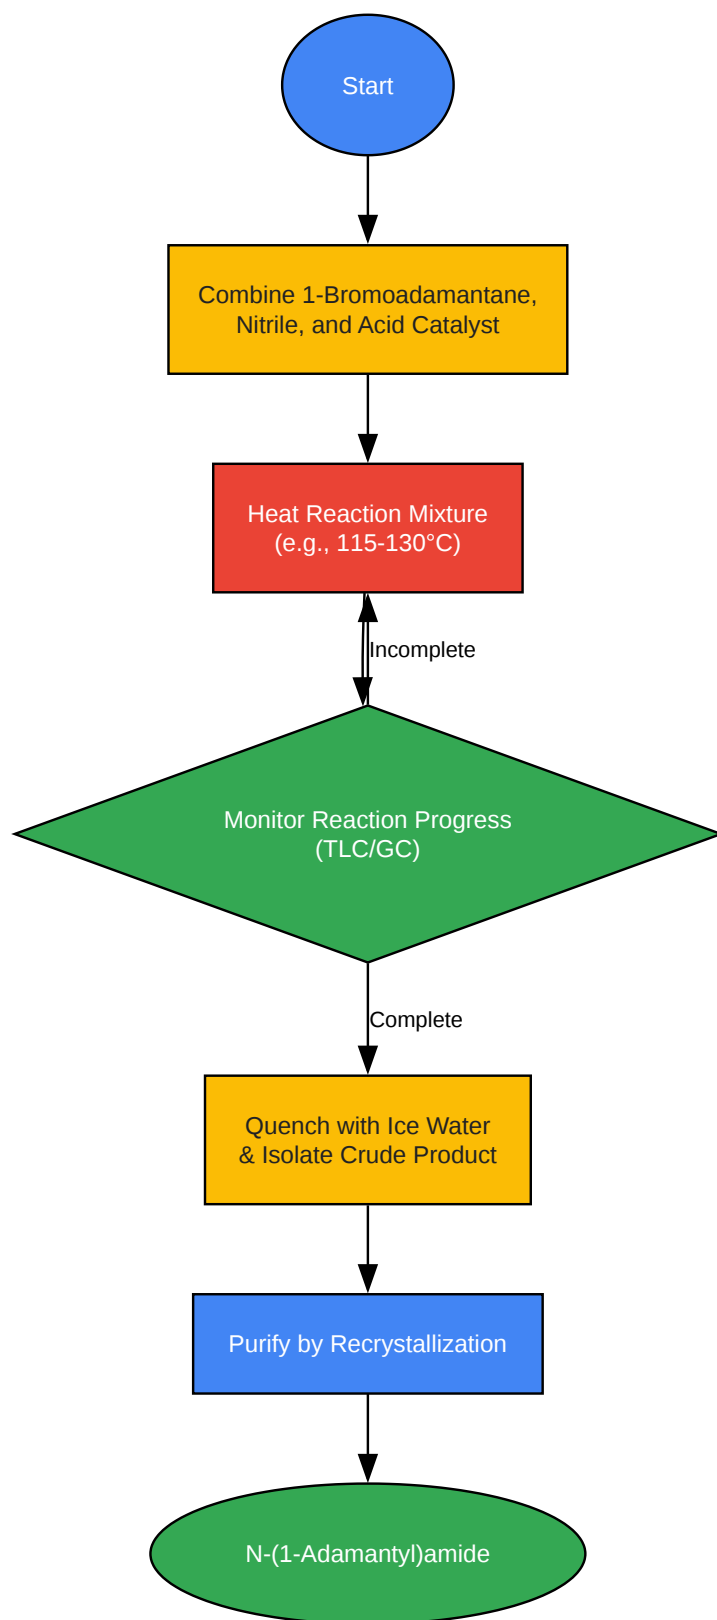 Start
Combine 1-Bromoadamantane,
Nitrile, and Acid Catalyst
Heat Reaction Mixture
(e.g., 115-130°C)
Incomplete
Monitor Reaction Progress
(TLC/GC)
Complete
Quench with Ice Water
& Isolate Crude Product
Purify by Recrystallization
N-(1-Adamantyl)amide